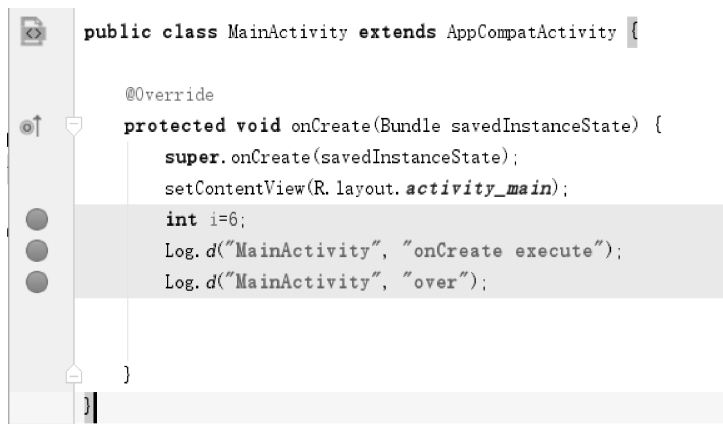 public class MainActivity extends AppCompatActivity {
@Override
protected void onCreate(Bundle savedInstanceState) {
super.onCreate(savedInstanceState);
setContentView(R.layout.activity_main);
int i=6;
Log.d("MainActivity", "onCreate execute");
Log.d("MainActivity", "over");
}
}